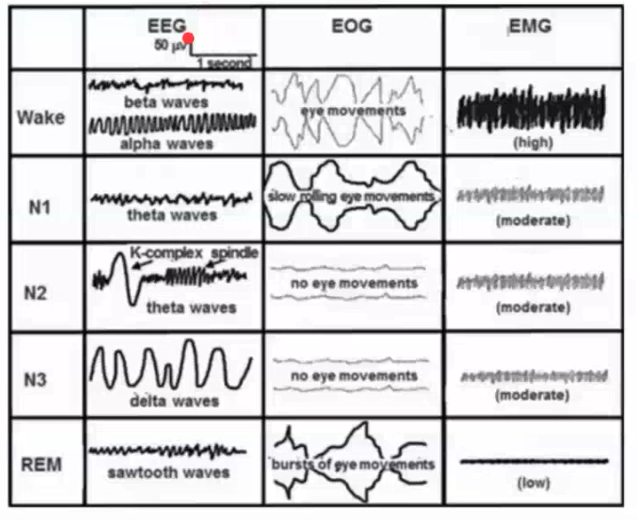 EEG
EOG
EMG
50 μv
1 second
Wake
beta waves
alpha waves
eye movements
(high)
N1
theta waves
slow rolling eye movements
(moderate)
N2
K-complex spindle
theta waves
no eye movements
(moderate)
N3
delta waves
no eye movements
(moderate)
REM
sawtooth waves
bursts of eye movements
(low)